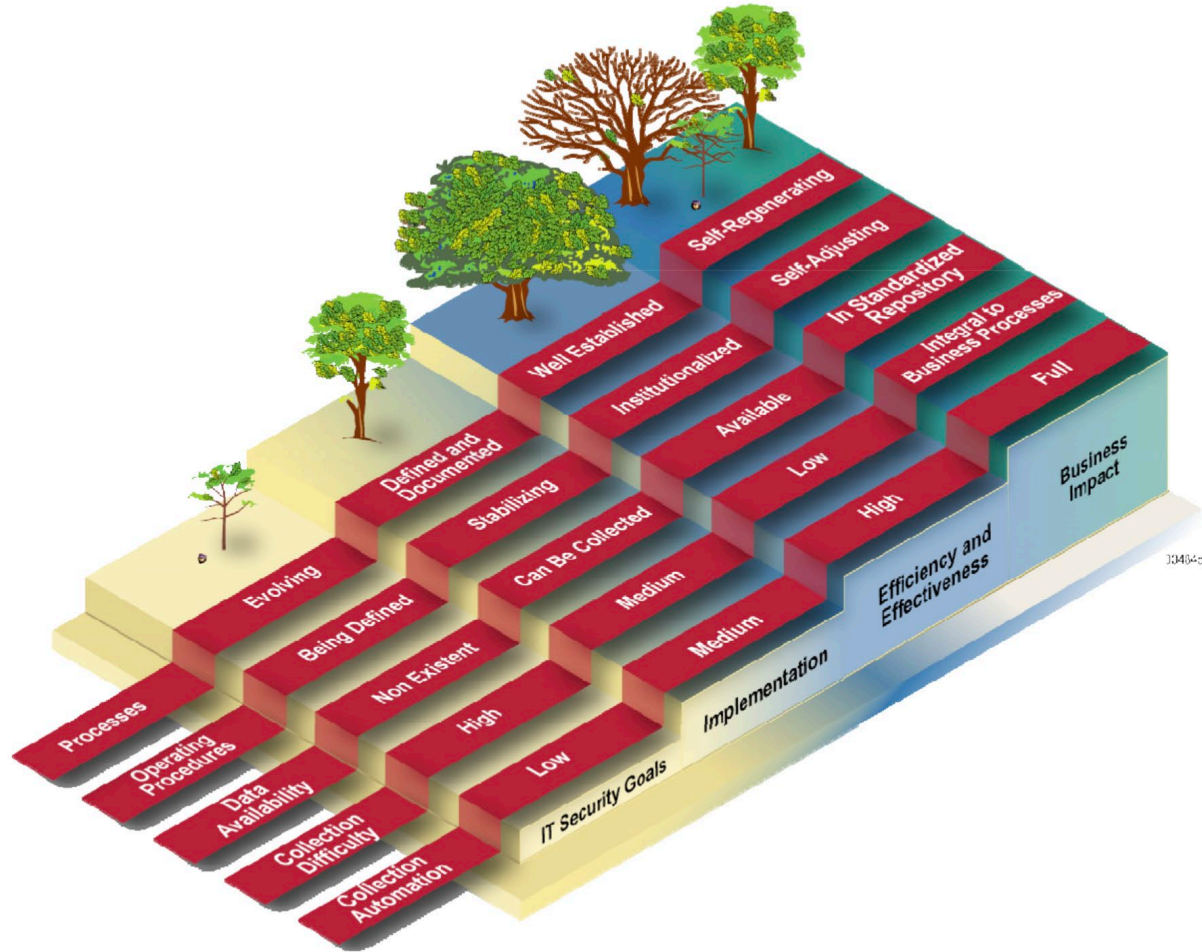 Processes
Evolving
Defined and
Documented
Well Established
Self-Regenerating
Operating
Procedures
Being Defined
Stabilizing
Institutionalized
Self-Adjusting
Data
Availability
Non Existent
Can Be Collected
Available
In Standardized
Repository
Collection
Difficulty
High
Medium
Low
Integral to
Business Processes
Collection
Automation
Low
Medium
High
Full
IT Security Goals
Implementation
Efficiency and
Effectiveness
Business
Impact